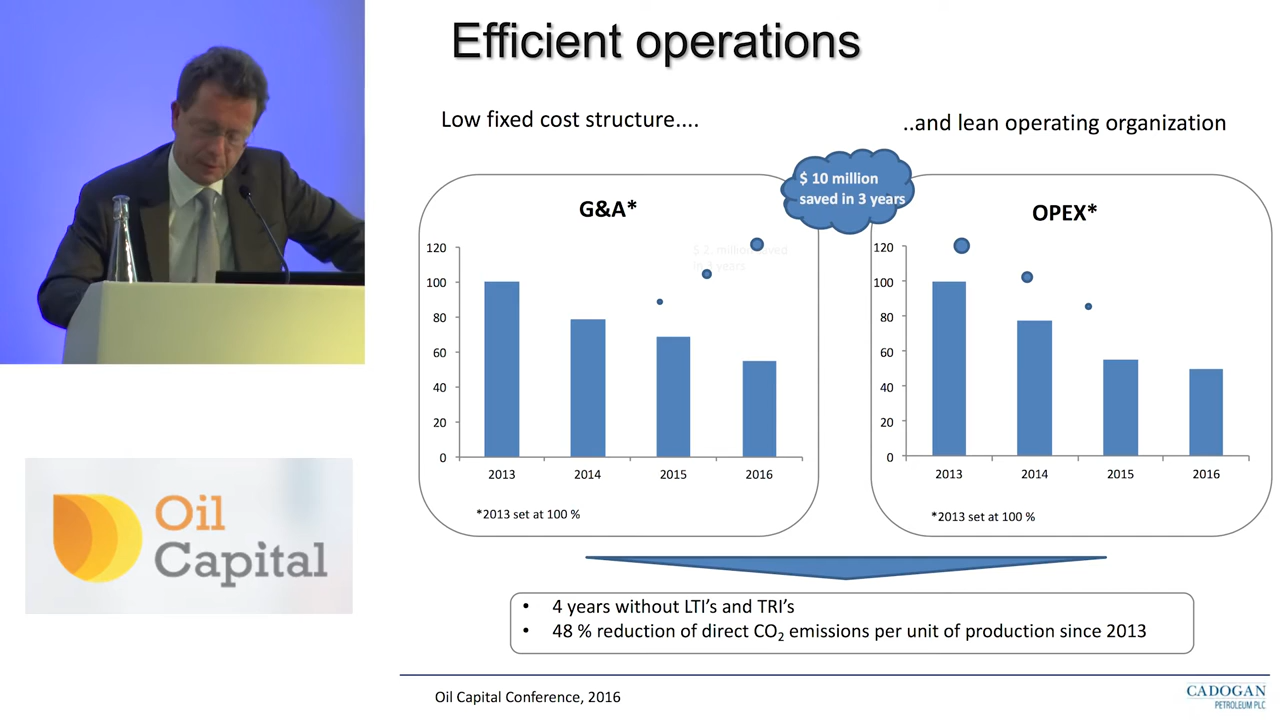 Efficient operations
Low fixed cost structure....
..and lean operating organization
$ 10 million
saved in 3 years
G&A*
120
100
80
60
40
20
0
2013 2014 2015 2016
*2013 set at 100 %
OPEX*
120
100
80
60
40
20
0
2013 2014 2015 2016
*2013 set at 100 %
• 4 years without LTI’s and TRI’s
• 48 % reduction of direct CO₂ emissions per unit of production since 2013
Oil
Capital
Oil Capital Conference, 2016
CADOGAN
PETROLEUM PLC